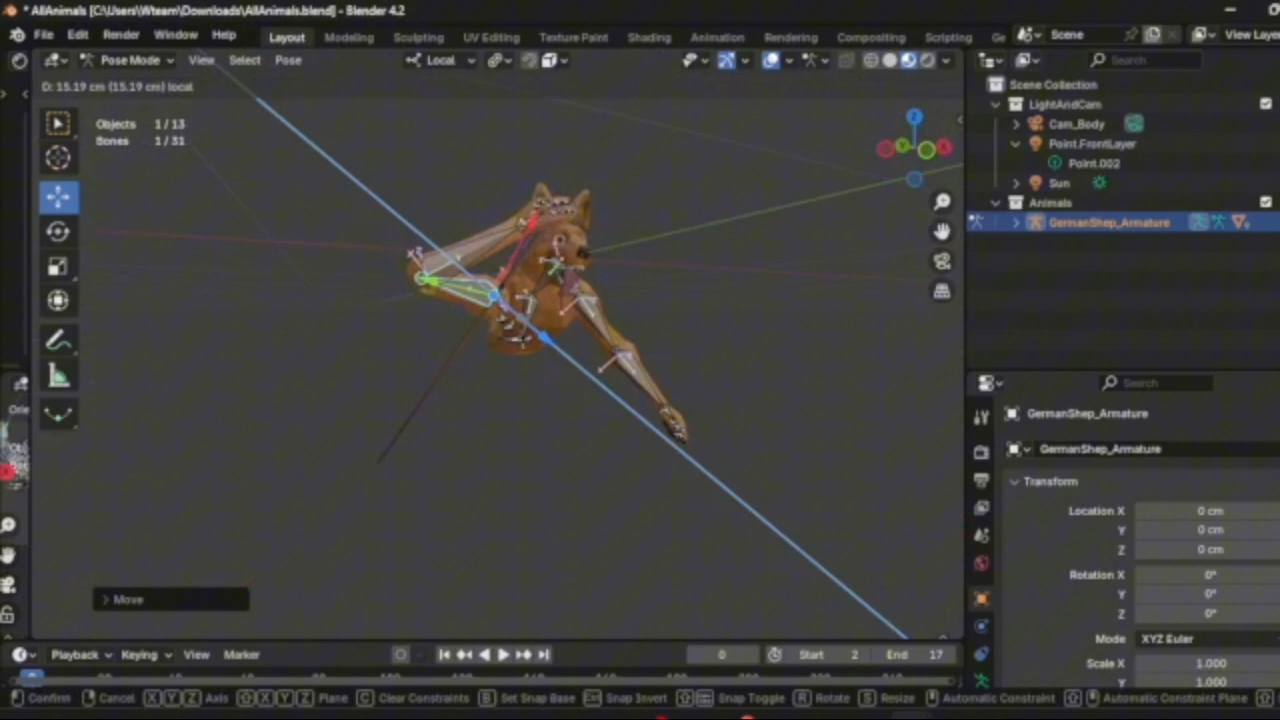 * AllAnimals [C:\Users\Wteam\Downloads\AllAnimals.blend] - Blender 4.2
File Edit Render Window Help Layout Modeling Sculpting UV Editing Texture Paint Shading Animation Rendering Compositing Scripting Ge Scene View Laye
Pose Mode View Select Pose Local Search
D: 15.19 cm (15.19 cm) local
Scene Collection
LightAndCam
Objects 1 / 13
Cam_Body
Bones 1 / 31
Point.FrontLayer
Point.002
Sun
Animals
GermanShep_Armature
Z
Y
Search
GermanShep_Armature
GermanShep_Armature
Transform
Location X 0 cm
Y 0 cm
Z 0 cm
Rotation X 0°
Y 0°
Z 0°
Mode XYZ Euler
Scale X 1.000
Y 1.000
Move
Playback Keying View Marker 0 Start 2 End 17
Confirm Cancel X Y Z Axis X Y Z Plane C Clear Constraints B Set Snap Base Ctrl Snap Invert Snap Toggle R Rotate S Resize Automatic Constraint Automatic Constraint Plane